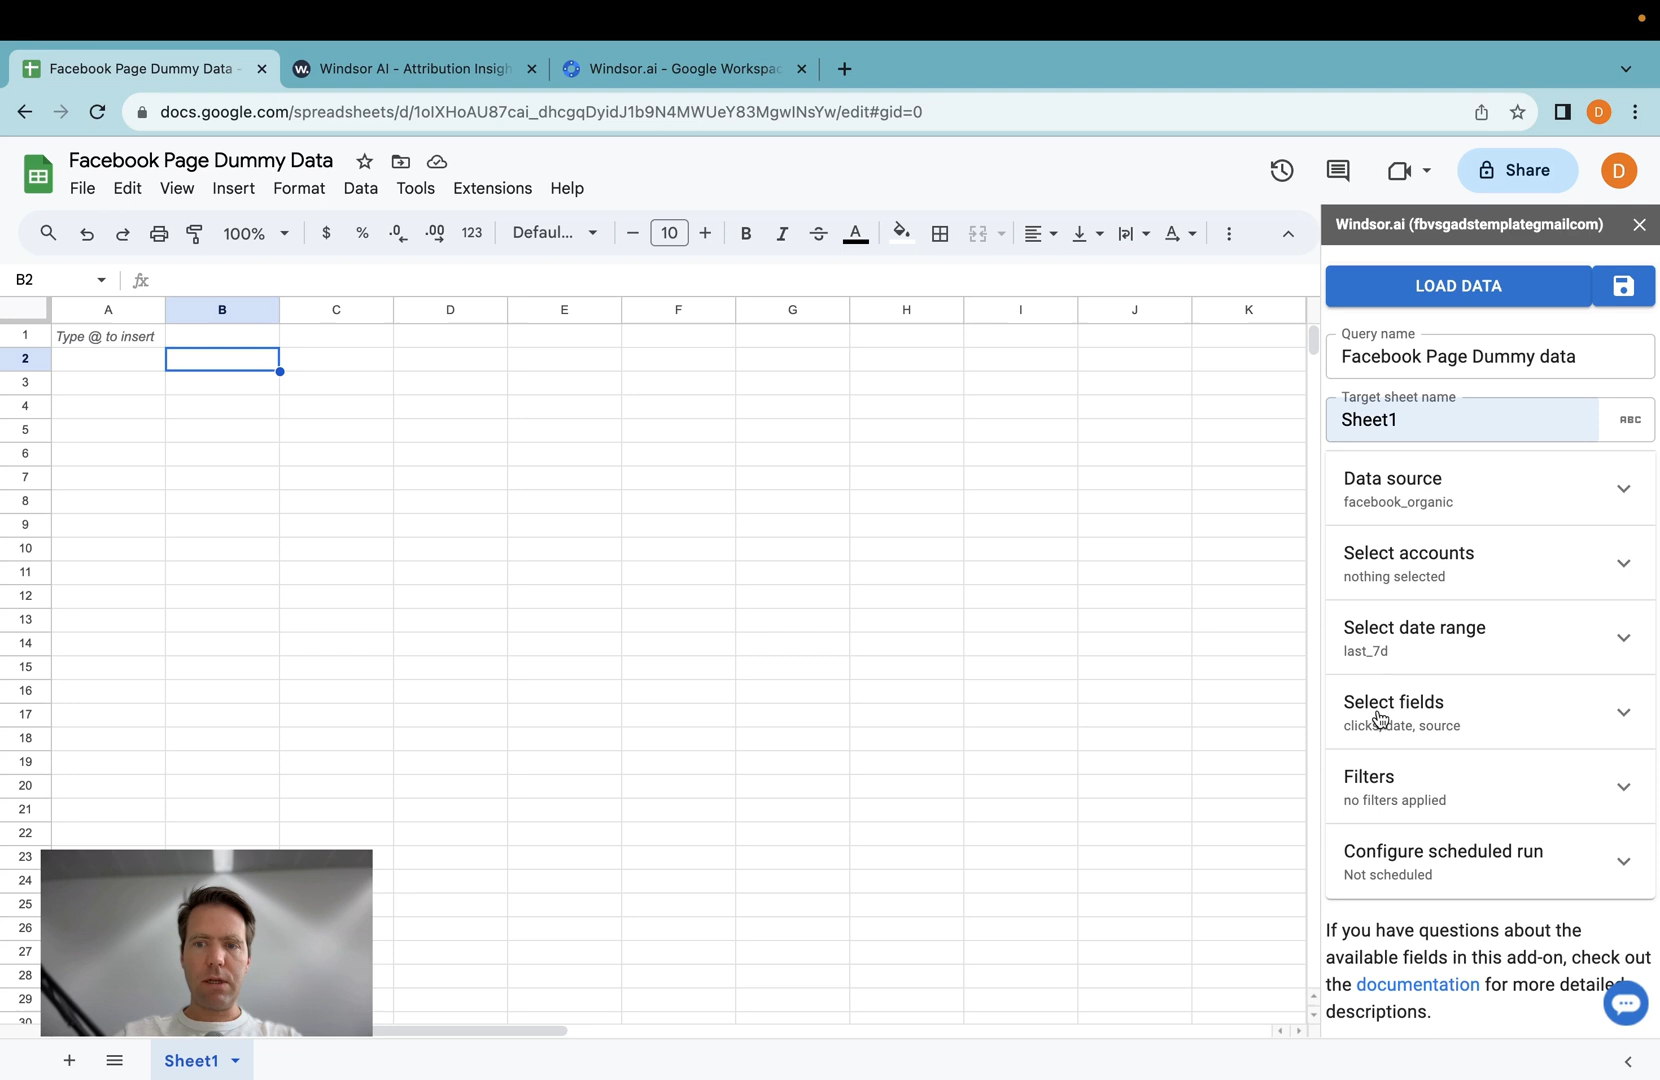 Facebook Page Dummy Data -
Windsor AI - Attribution Insigh
Windsor.ai - Google Workspac
docs.google.com/spreadsheets/d/1olXHoAU87cai_dhcgqDyidJ1b9N4MWUeY83MgwINsYw/edit#gid=0
D
Facebook Page Dummy Data
File Edit View Insert Format Data Tools Extensions Help
Share
D
100% $ % .0 .00 123 Defaul... 10 B I S A
Windsor.ai (fbvsgadstemplategmailcom)
B2 fx
LOAD DATA
A B C D E F G H I J K
Query name
Facebook Page Dummy data
Target sheet name
Sheet1
ABC
1 Type @ to insert
2
3
4
5
6
7
8
9
10
11
12
13
14
15
16
17
18
19
20
21
22
23
24
25
26
27
28
29
30
Data source
facebook_organic
Select accounts
nothing selected
Select date range
last_7d
Select fields
clicks, date, source
Filters
no filters applied
Configure scheduled run
Not scheduled
If you have questions about the
available fields in this add-on, check out
the documentation for more detailed
descriptions.
Sheet1